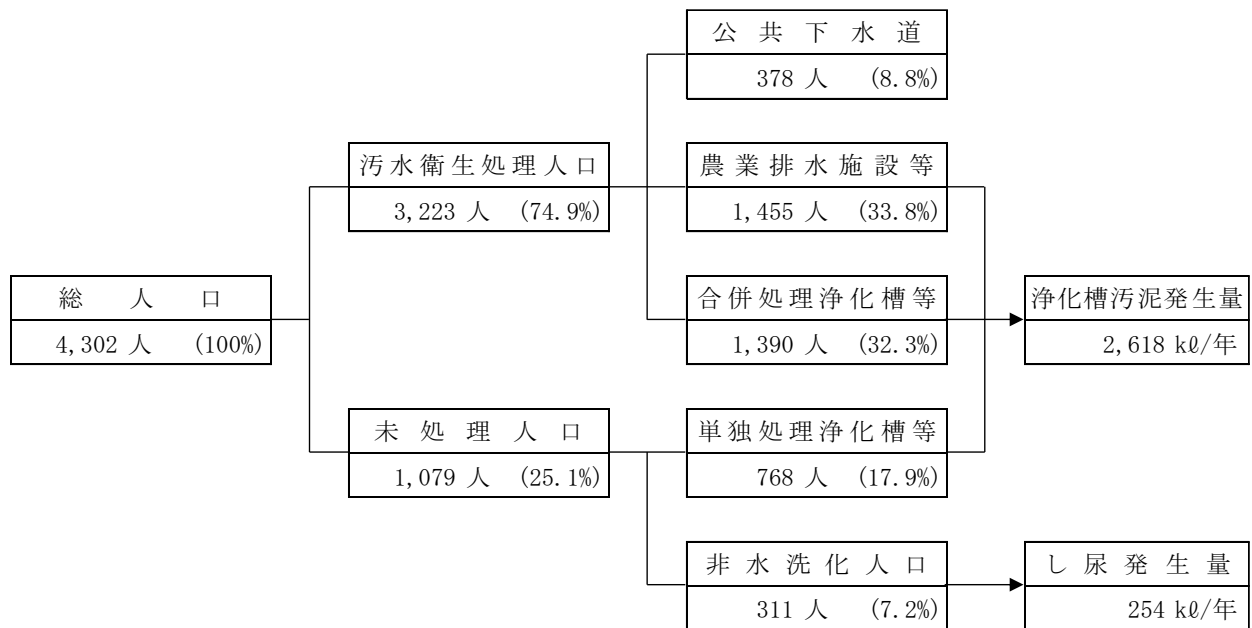 公共下水道
378 人 (8.8%)
汚水衛生処理人口
3,223 人 (74.9%)
農業排水施設等
1,455 人 (33.8%)
総人口
4,302 人 (100%)
合併処理浄化槽等
1,390 人 (32.3%)
浄化槽汚泥発生量
2,618 kℓ/年
未処理人口
1,079 人 (25.1%)
単独処理浄化槽等
768 人 (17.9%)
非水洗化人口
311 人 (7.2%)
し尿発生量
254 kℓ/年